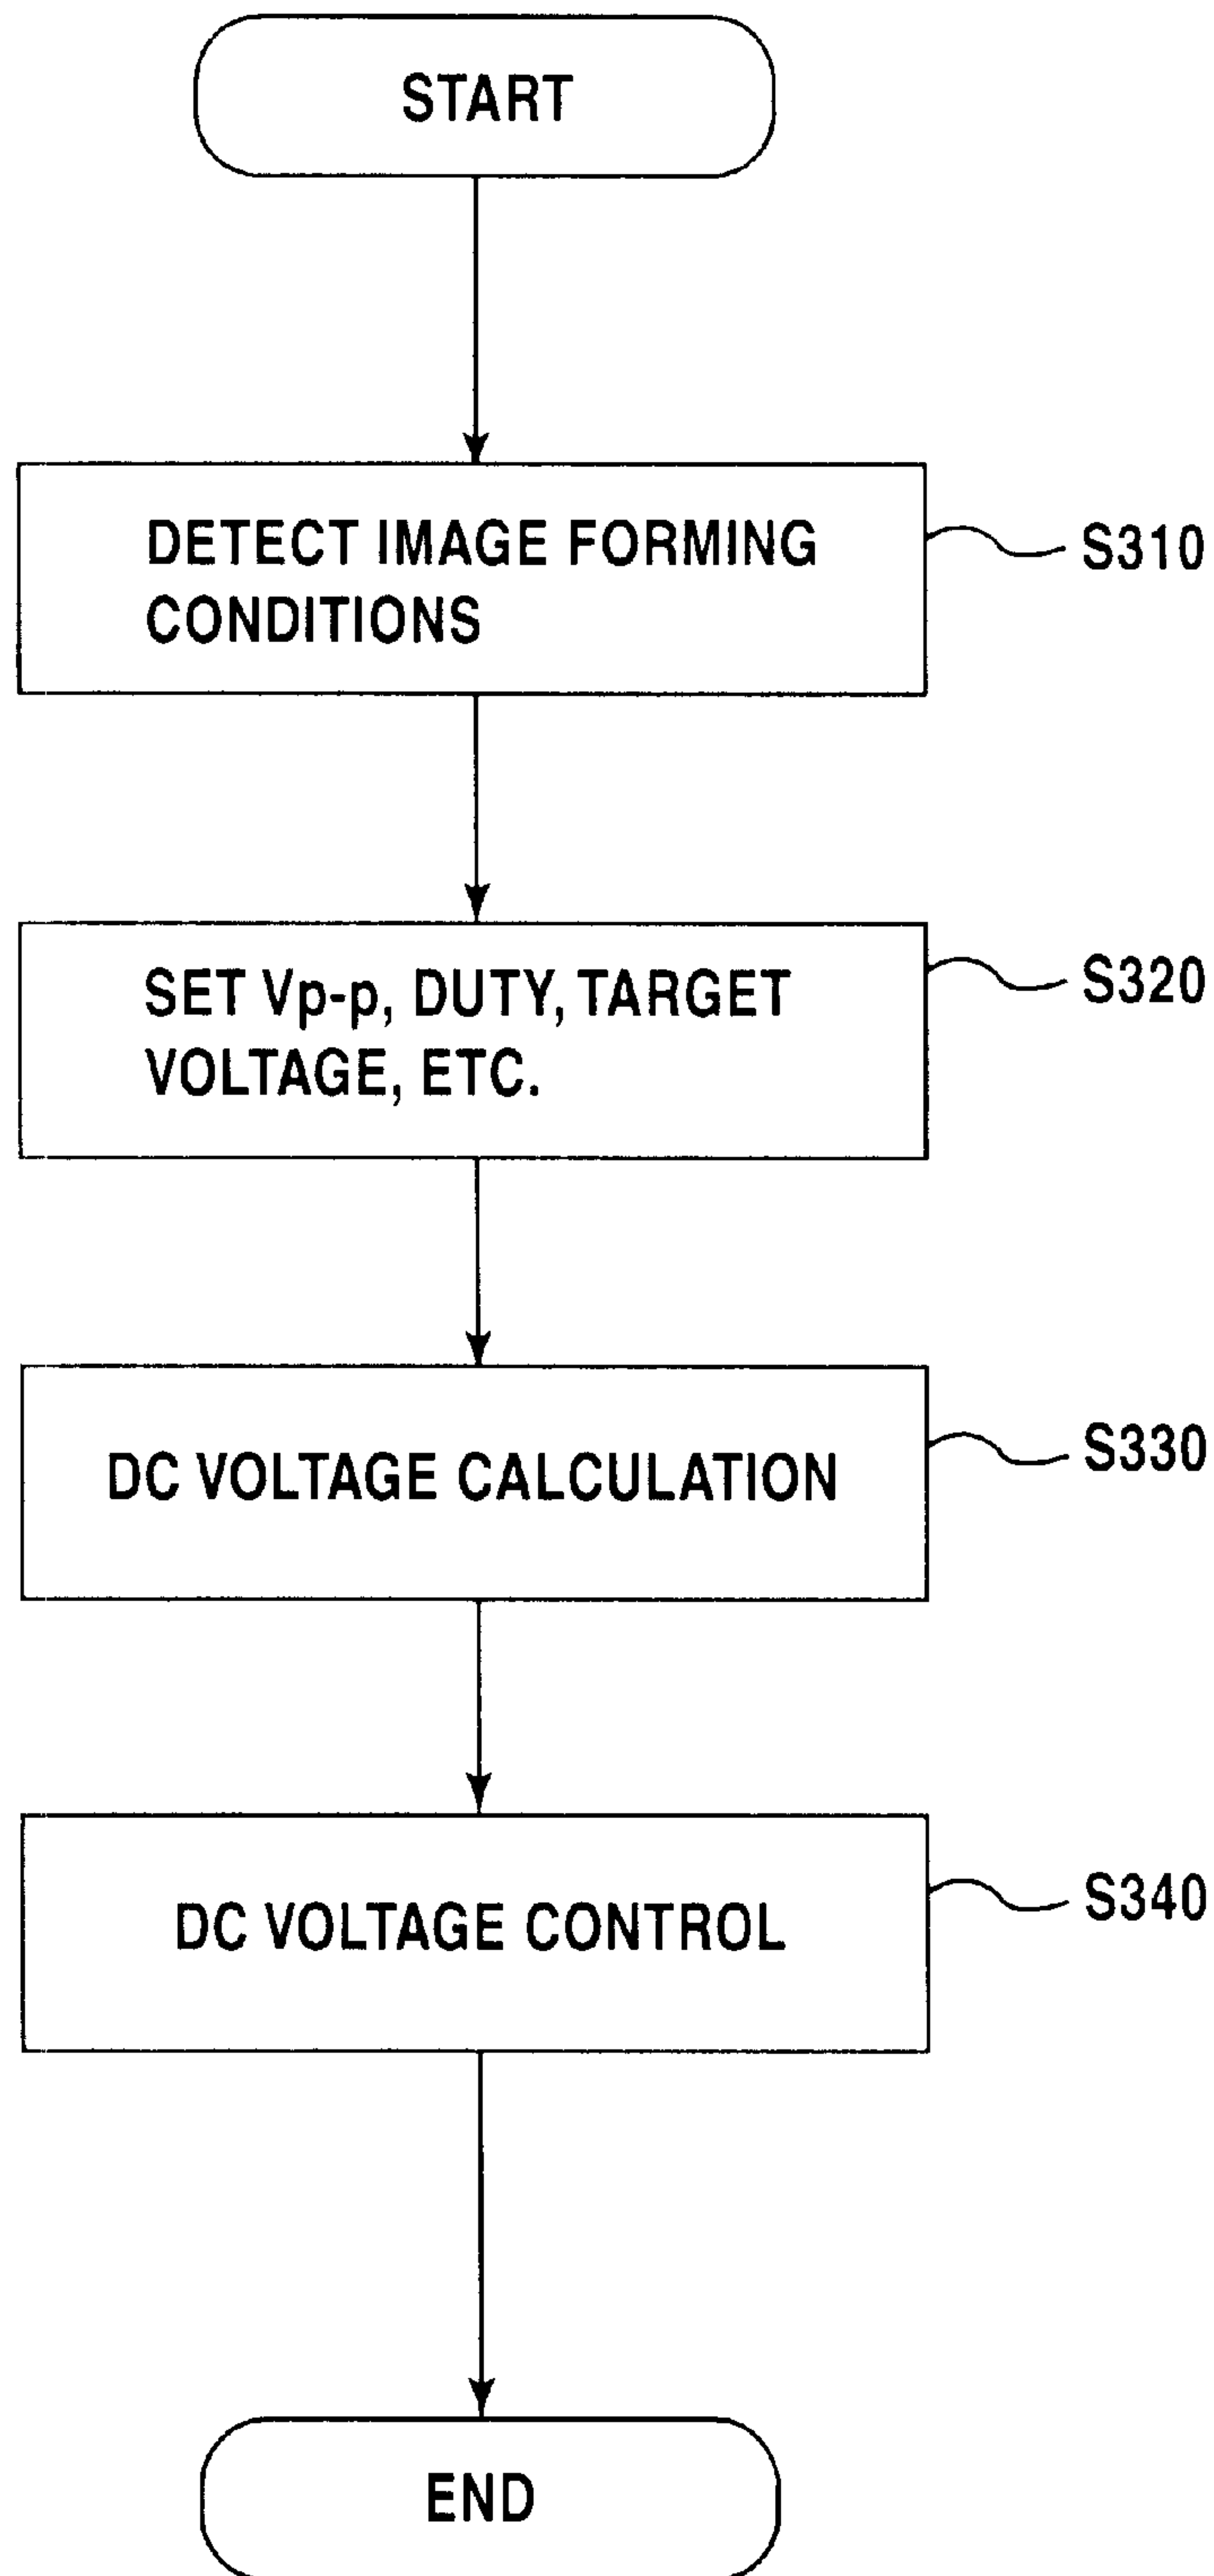 START
DETECT IMAGE FORMING
CONDITIONS
S310
SET Vp-p, DUTY, TARGET
VOLTAGE, ETC.
S320
DC VOLTAGE CALCULATION
S330
DC VOLTAGE CONTROL
S340
END